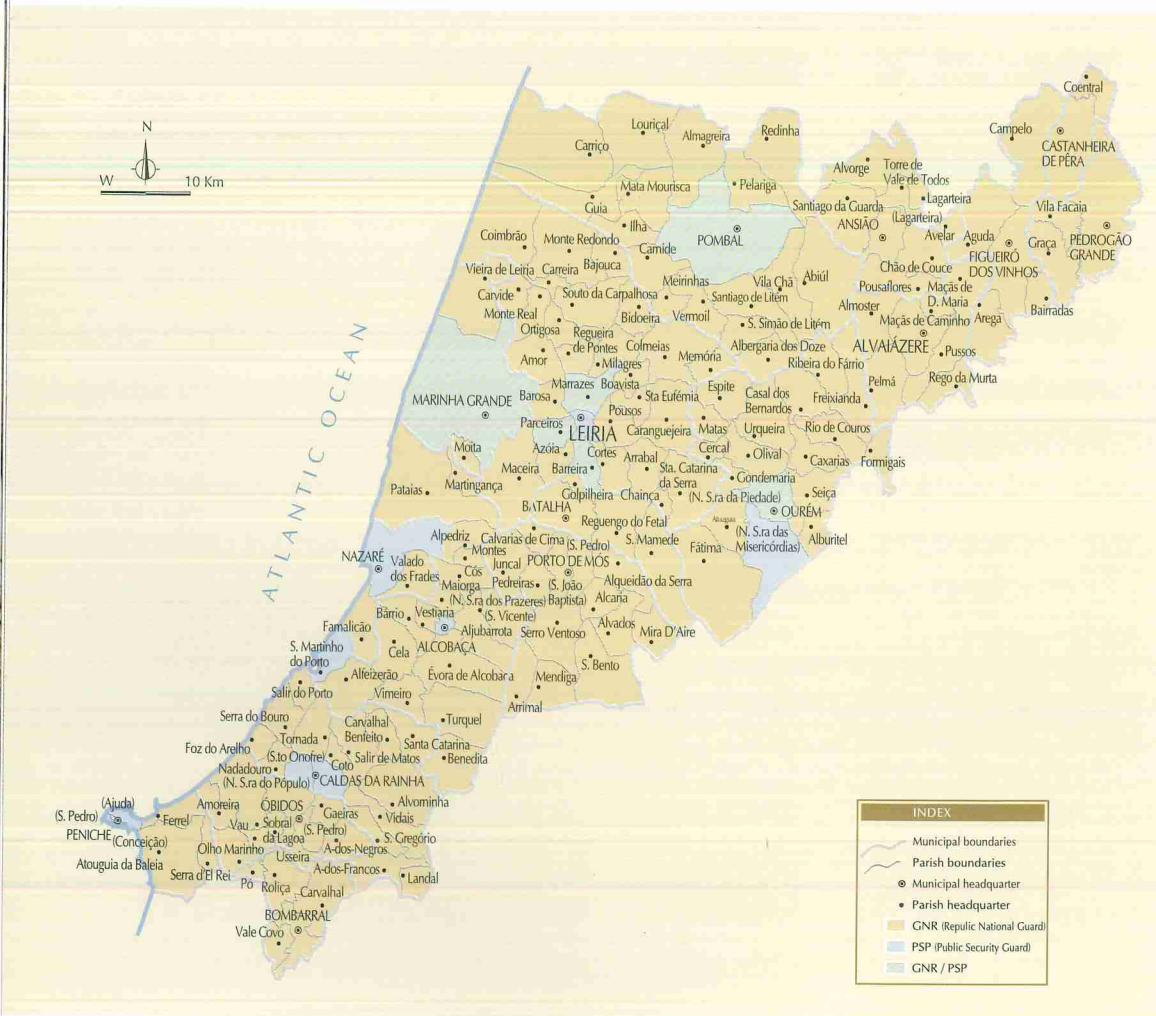 Coentral
N
Louriçal
Almagreira
Redinha
Campelo
CASTANHEIRA
DE PÊRA
Carriço
W
10 Km
Alvorge
Torre de
Vale de Todos
Mata Mourisca
Pelariga
Lagarteira
Santiago da Guarda
(Lagarteira)
Guia
ANSIÃO
Vila Facaia
Ilha
POMBAL
Avelar
Aguda
Graça
PEDROGÃO
GRANDE
Coimbrão
Monte Redondo
Carnide
FIGUEIRÓ
DOS VINHOS
Vieira de Leiria
Carreira
Bajouca
Meirinhas
Vila Chã
Abiúl
Chão de Couce
Pousaflores
Maçãs de
D. Maria
Carvide
Souto da Carpalhosa
Santiago de Litém
Almoster
Bairradas
Monte Real
Bidoeira
Vermoil
S. Simão de Litém
Maçãs de Caminho
Arega
Ortigosa
Regueira
de Pontes
Colmeias
Albergaria dos Doze
ALVAIÁZERE
Amor
Milagres
Memória
Ribeira do Fárrio
Pussos
ATLANTIC OCEAN
Marrazes
Boavista
Espite
Casal dos
Bernardos
Pelmá
Rego da Murta
MARINHA GRANDE
Barosa
Sta Eufémia
Freixianda
Pousos
Parceiros
LEIRIA
Caranguejeira
Matas
Urqueira
Rio de Couros
Moita
Azóia
Cortes
Arrabal
Cercal
Olival
Caxarias
Formigais
Maceira
Barreira
Sta. Catarina
da Serra
Gondemaria
Pataias
Martingança
Golpilheira
Chainça
(N. S.ra da Piedade)
Seiça
BATALHA
OURÉM
Reguengo do Fetal
Atouguia
(N. S.ra das
Misericórdias)
Alburitel
Alpedriz
Calvarias de Cima
(S. Pedro)
S. Mamede
Fátima
NAZARÉ
Valado
dos Frades
Montes
Juncal
PORTO DE MÓS
Cós
Maiorga
Pedreiras
(S. João
Baptista)
Alqueidão da Serra
(N. S.ra dos Prazeres)
Alcaria
Bárrio
Vestiaria
(S. Vicente)
Famalicão
Aljubarrota
Serro Ventoso
Alvados
Mira D'Aire
S. Martinho
do Porto
Cela
ALCOBAÇA
Alfeizerão
Évora de Alcobaça
Mendiga
S. Bento
Salir do Porto
Vimeiro
Arrimal
Serra do Bouro
Carvalhal
Benfeito
Turquel
Foz do Arelho
Tornada
Santa Catarina
(S.to Onofre)
Coto
Salir de Matos
Benedita
Nadadouro
(N. S.ra do Pópulo)
CALDAS DA RAINHA
(Ajuda)
Amoreira
ÓBIDOS
Alvominha
(S. Pedro)
Ferrel
Gaeiras
Vidais
PENICHE
Vau
Sobral
da Lagoa
(S. Pedro)
(Conceição)
Olho Marinho
A-dos-Negros
S. Gregório
Atouguia da Baleia
Usseira
Serra d'El Rei
A-dos-Francos
Landal
Pó
Roliça
Carvalhal
BOMBARRAL
Vale Covo
INDEX
Municipal boundaries
Parish boundaries
Municipal headquarter
Parish headquarter
GNR (Repulic National Guard)
PSP (Public Security Guard)
GNR / PSP